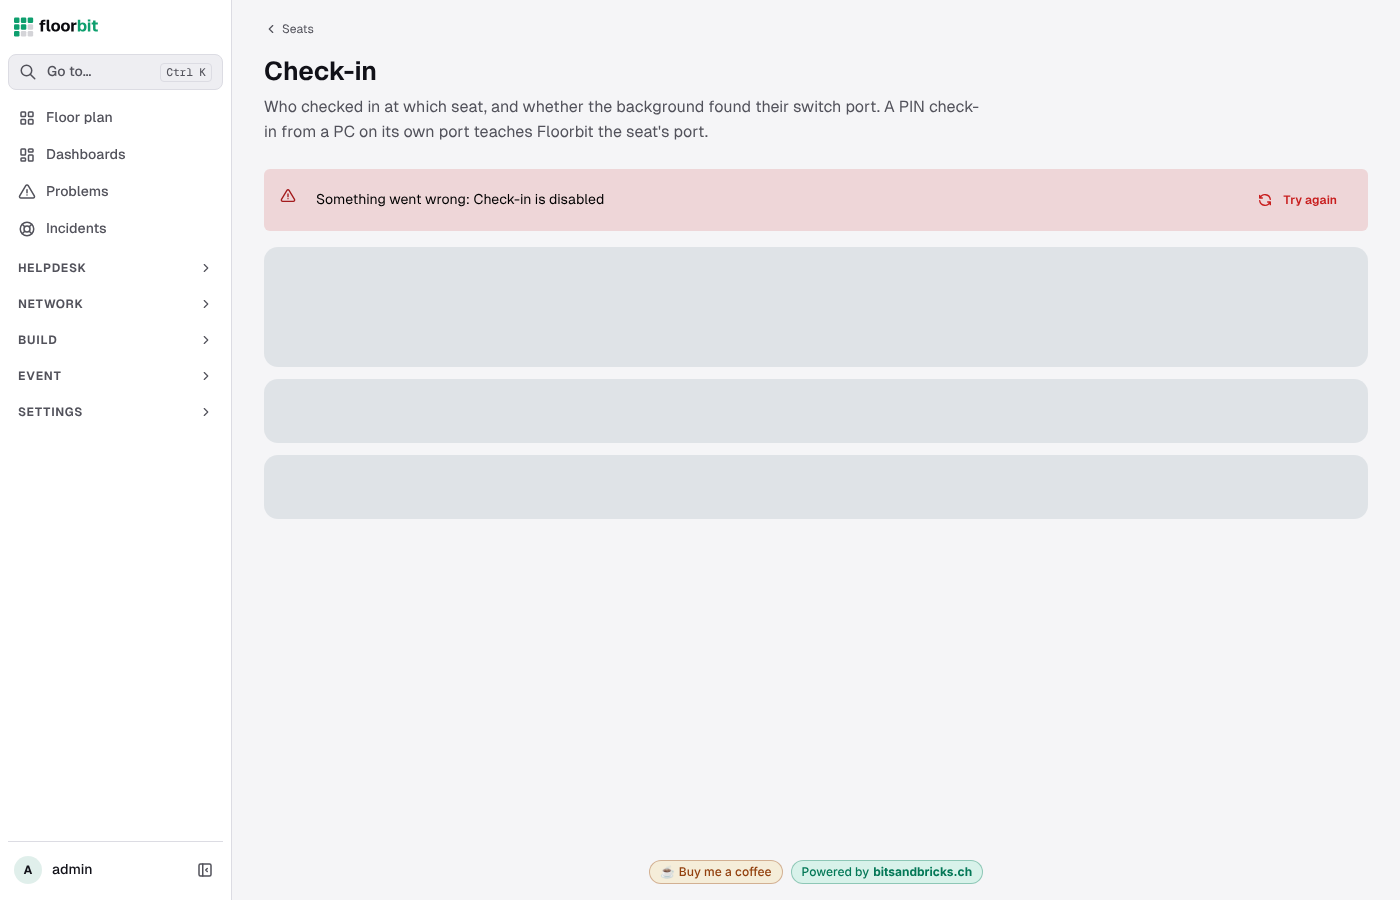 floorbit
Go to...
Ctrl K
Floor plan
Dashboards
Problems
Incidents
HELPDESK
NETWORK
BUILD
EVENT
SETTINGS
A
admin
Seats
Check-in
Who checked in at which seat, and whether the background found their switch port. A PIN check-
in from a PC on its own port teaches Floorbit the seat's port.
Something went wrong: Check-in is disabled
Try again
Buy me a coffee
Powered by bitsandbricks.ch